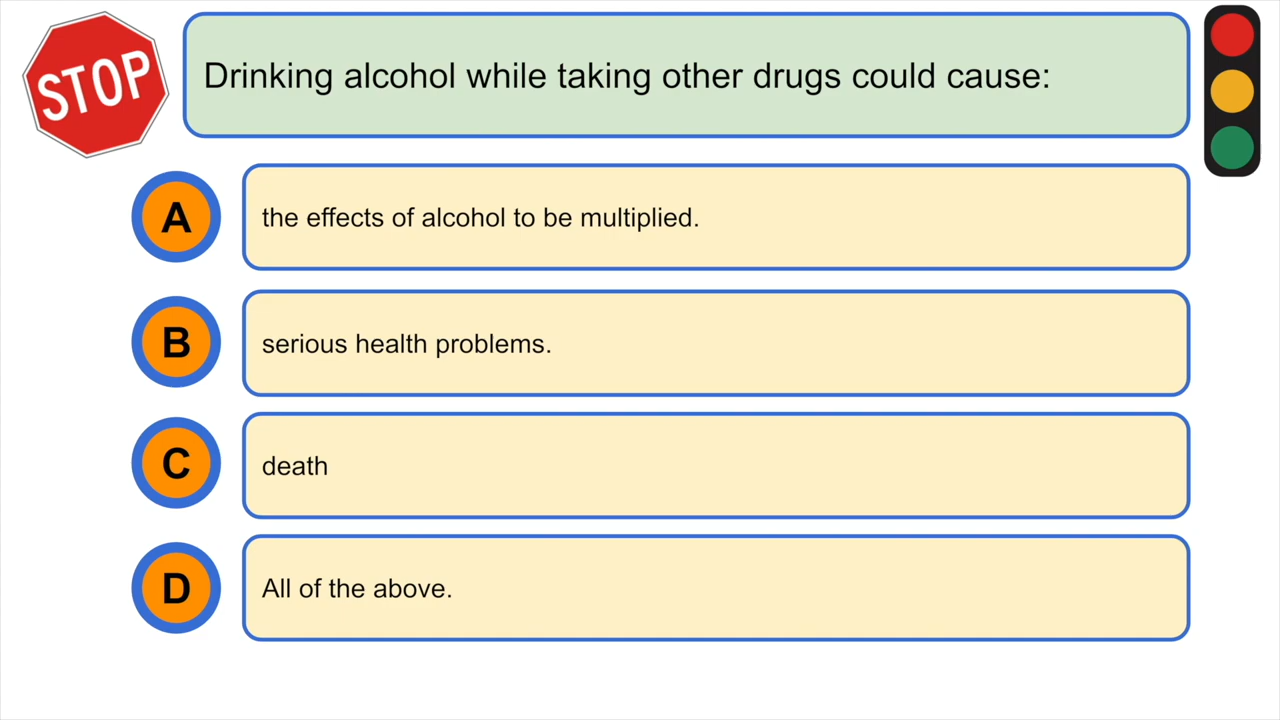 STOP
Drinking alcohol while taking other drugs could cause:
A
the effects of alcohol to be multiplied.
B
serious health problems.
C
death
D
All of the above.